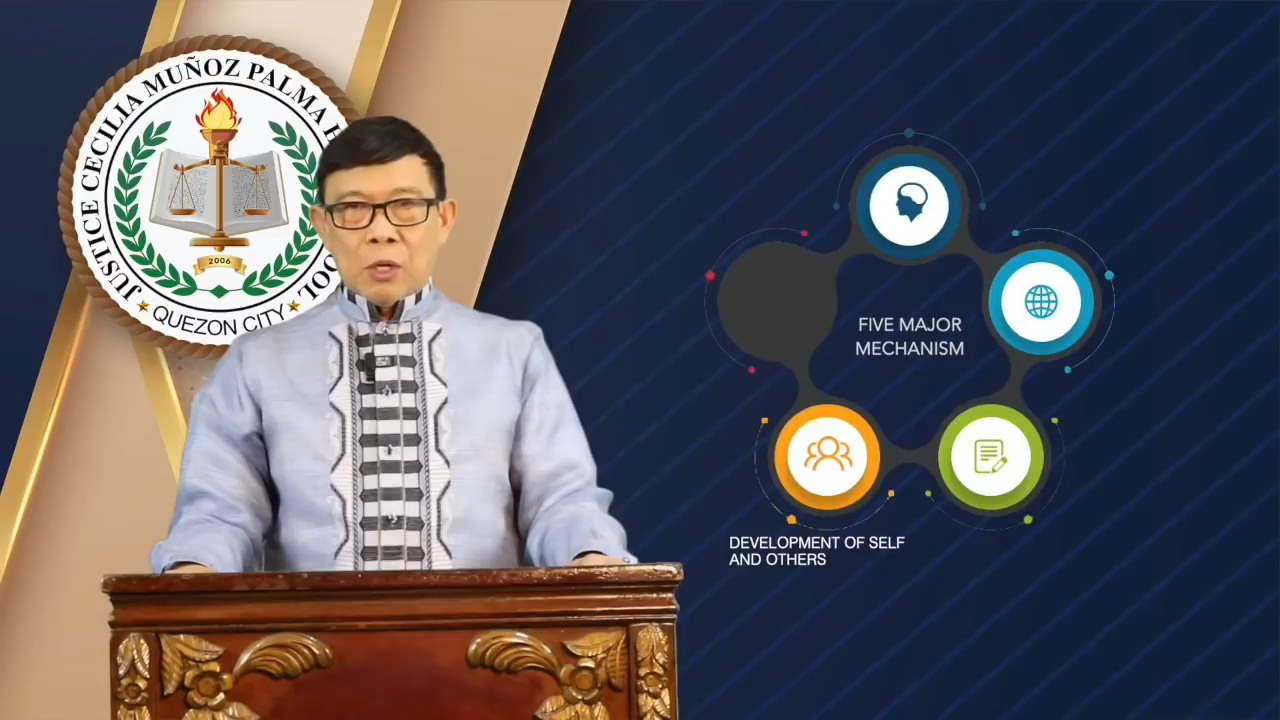 JUSTICE CECILIA MUÑOZ PALMA
2006
QUEZON CITY
FIVE MAJOR
MECHANISM
DEVELOPMENT OF SELF
AND OTHERS